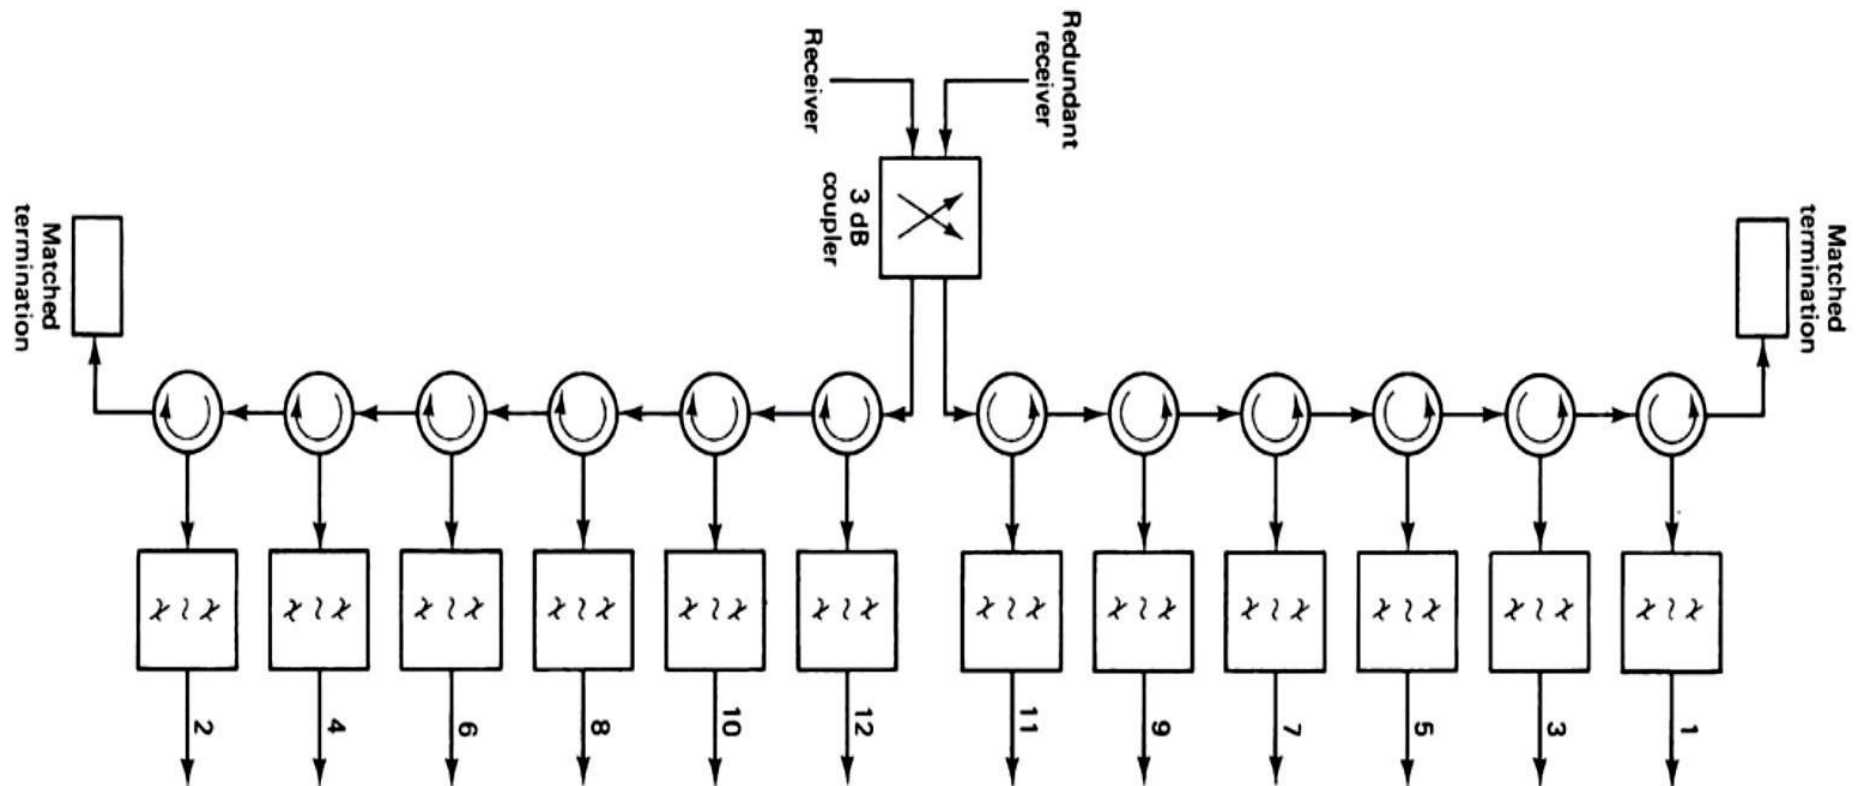 Redundant
receiver
Receiver
3 dB
coupler
Matched
termination
Matched
termination
2
4
6
8
10
12
11
9
7
5
3
1